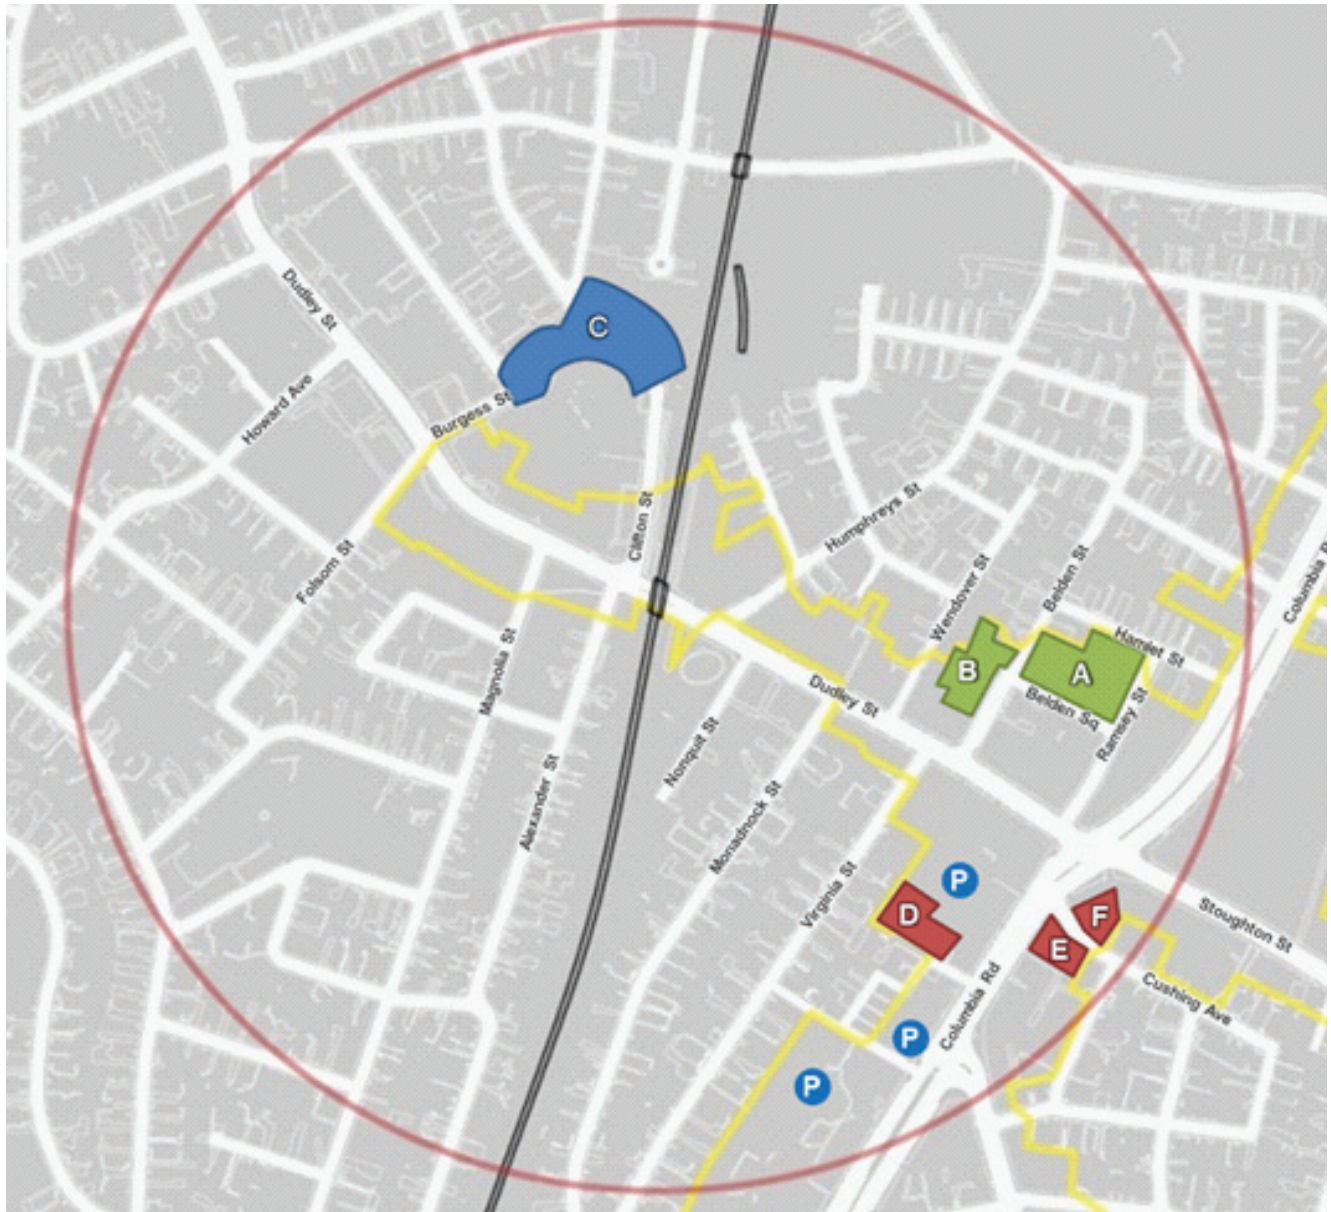 Dudley St
C
Howard Ave
Burgess St
Clifton St
Humphreys St
Folsom St
Wendover St
Belden St
Columbia R
Hamlet St
Magnolia St
B
A
Dudley St
Belden Sq
Ramsey St
Nonquit St
Alexander St
Monadnock St
Virginia St
P
D
F
E
Stoughton St
Columbia Rd
Cushing Ave
P
P